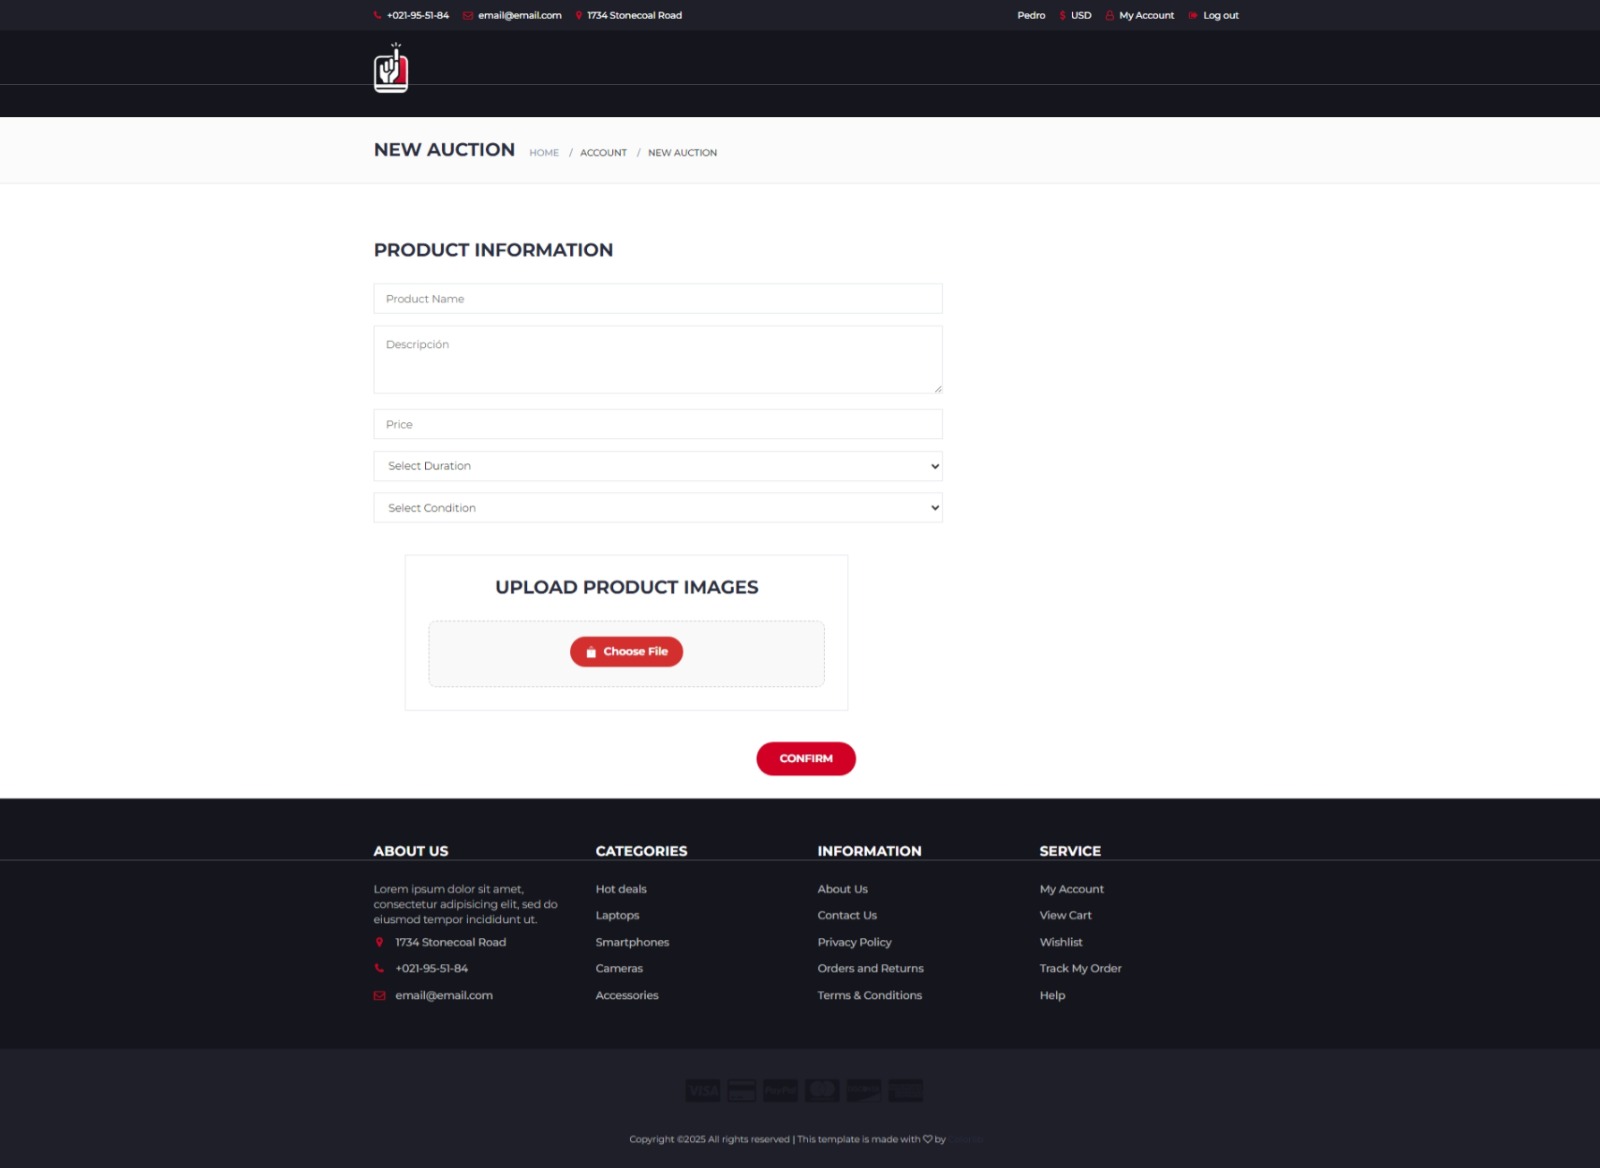 +021-95-51-84 email@email.com 1734 Stonecoal Road Pedro $ USD My Account Log out
NEW AUCTION HOME / ACCOUNT / NEW AUCTION
PRODUCT INFORMATION
Product Name
Descripción
Price
Select Duration
Select Condition
UPLOAD PRODUCT IMAGES
Choose File
CONFIRM
ABOUT US
Lorem ipsum dolor sit amet,
consectetur adipisicing elit, sed do
eiusmod tempor incididunt ut.
1734 Stonecoal Road
+021-95-51-84
email@email.com
CATEGORIES
Hot deals
Laptops
Smartphones
Cameras
Accessories
INFORMATION
About Us
Contact Us
Privacy Policy
Orders and Returns
Terms & Conditions
SERVICE
My Account
View Cart
Wishlist
Track My Order
Help
VISA PayPal
Copyright ©2025 All rights reserved | This template is made with ♡ by